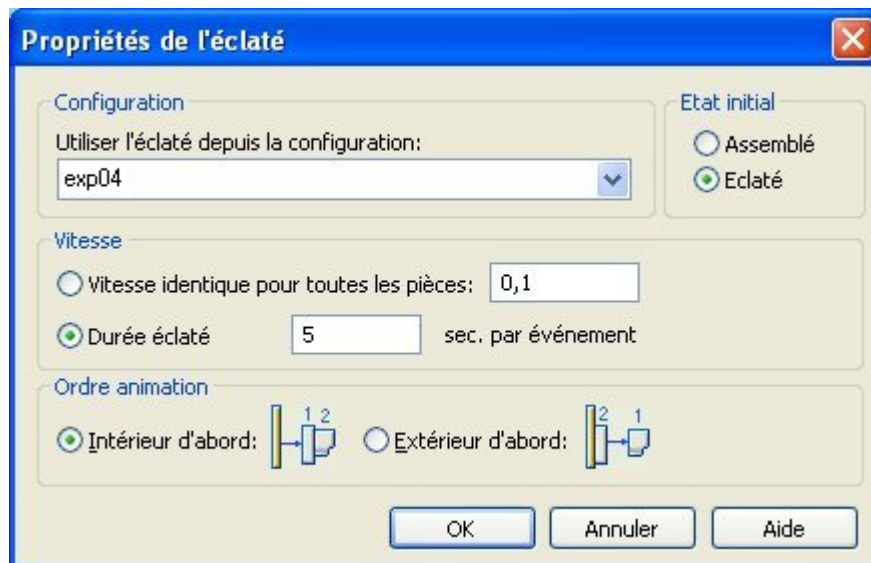 Propriétés de l'éclaté
Configuration
Utiliser l'éclaté depuis la configuration:
exp04
Etat initial
Assemblé
Eclaté
Vitesse
Vitesse identique pour toutes les pièces: 0,1
Durée éclaté 5 sec. par événement
Ordre animation
Intérieur d'abord: 1 2 Extérieur d'abord: 2 1
OK Annuler Aide